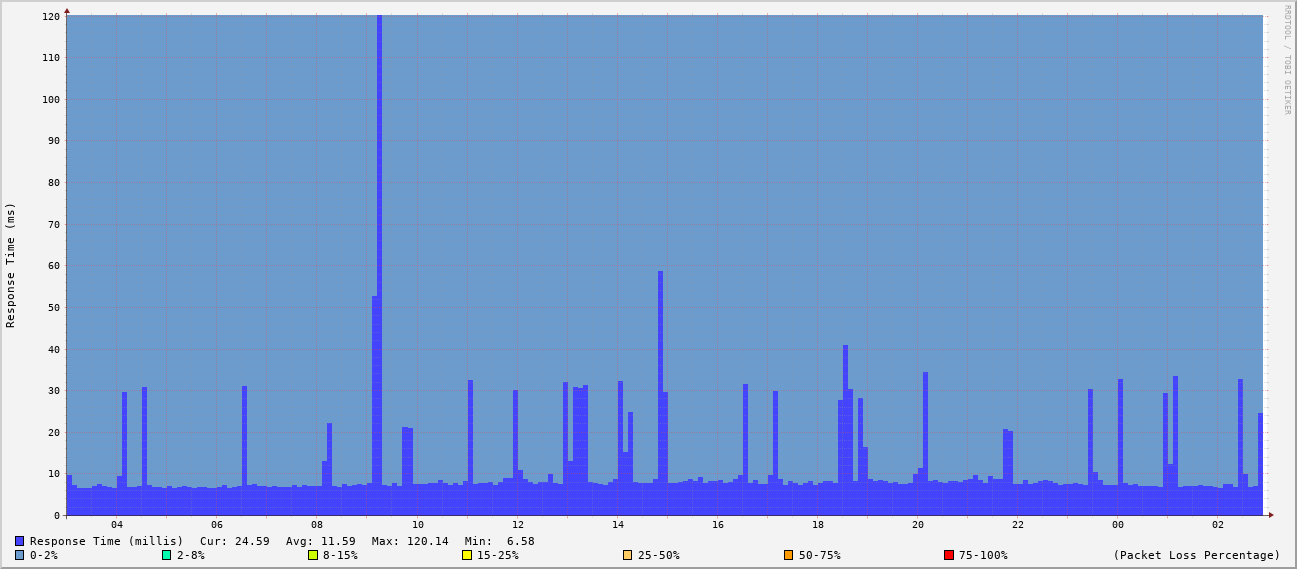 RRDTOOL / TOBI OETIKER
Response Time (ms)
120
110
100
90
80
70
60
50
40
30
20
10
0
04 06 08 10 12 14 16 18 20 22 00 02
Response Time (millis) Cur: 24.59 Avg: 11.59 Max: 120.14 Min: 6.58
0-2% 2-8% 8-15% 15-25% 25-50% 50-75% 75-100% (Packet Loss Percentage)